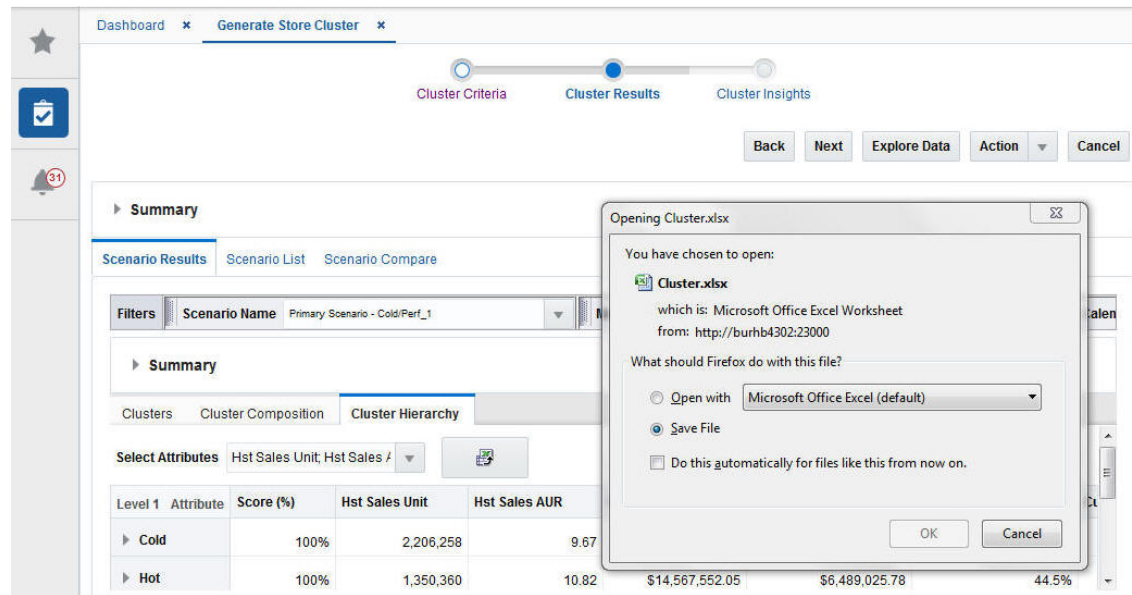 Dashboard
Generate Store Cluster
Cluster Criteria
Cluster Results
Cluster Insights
31
Back
Next
Explore Data
Action
Cancel
Summary
Scenario Results
Scenario List
Scenario Compare
Filters
Scenario Name
Primary Scenario - Cold/Perf_1
Summary
Clusters
Cluster Composition
Cluster Hierarchy
Select Attributes
Hst Sales Unit; Hst Sales
Level 1 Attribute Score (%) Hst Sales Unit Hst Sales AUR
Cold 100% 2,206,258 9.67
Hot 100% 1,350,360 10.82 $14,567,552.05 $6,489,025.78 44.5%
Opening Cluster.xlsx
You have chosen to open:
Cluster.xlsx
which is: Microsoft Office Excel Worksheet
from: http://burhb4302:23000
What should Firefox do with this file?
Open with
Microsoft Office Excel (default)
Save File
Do this automatically for files like this from now on.
OK
Cancel